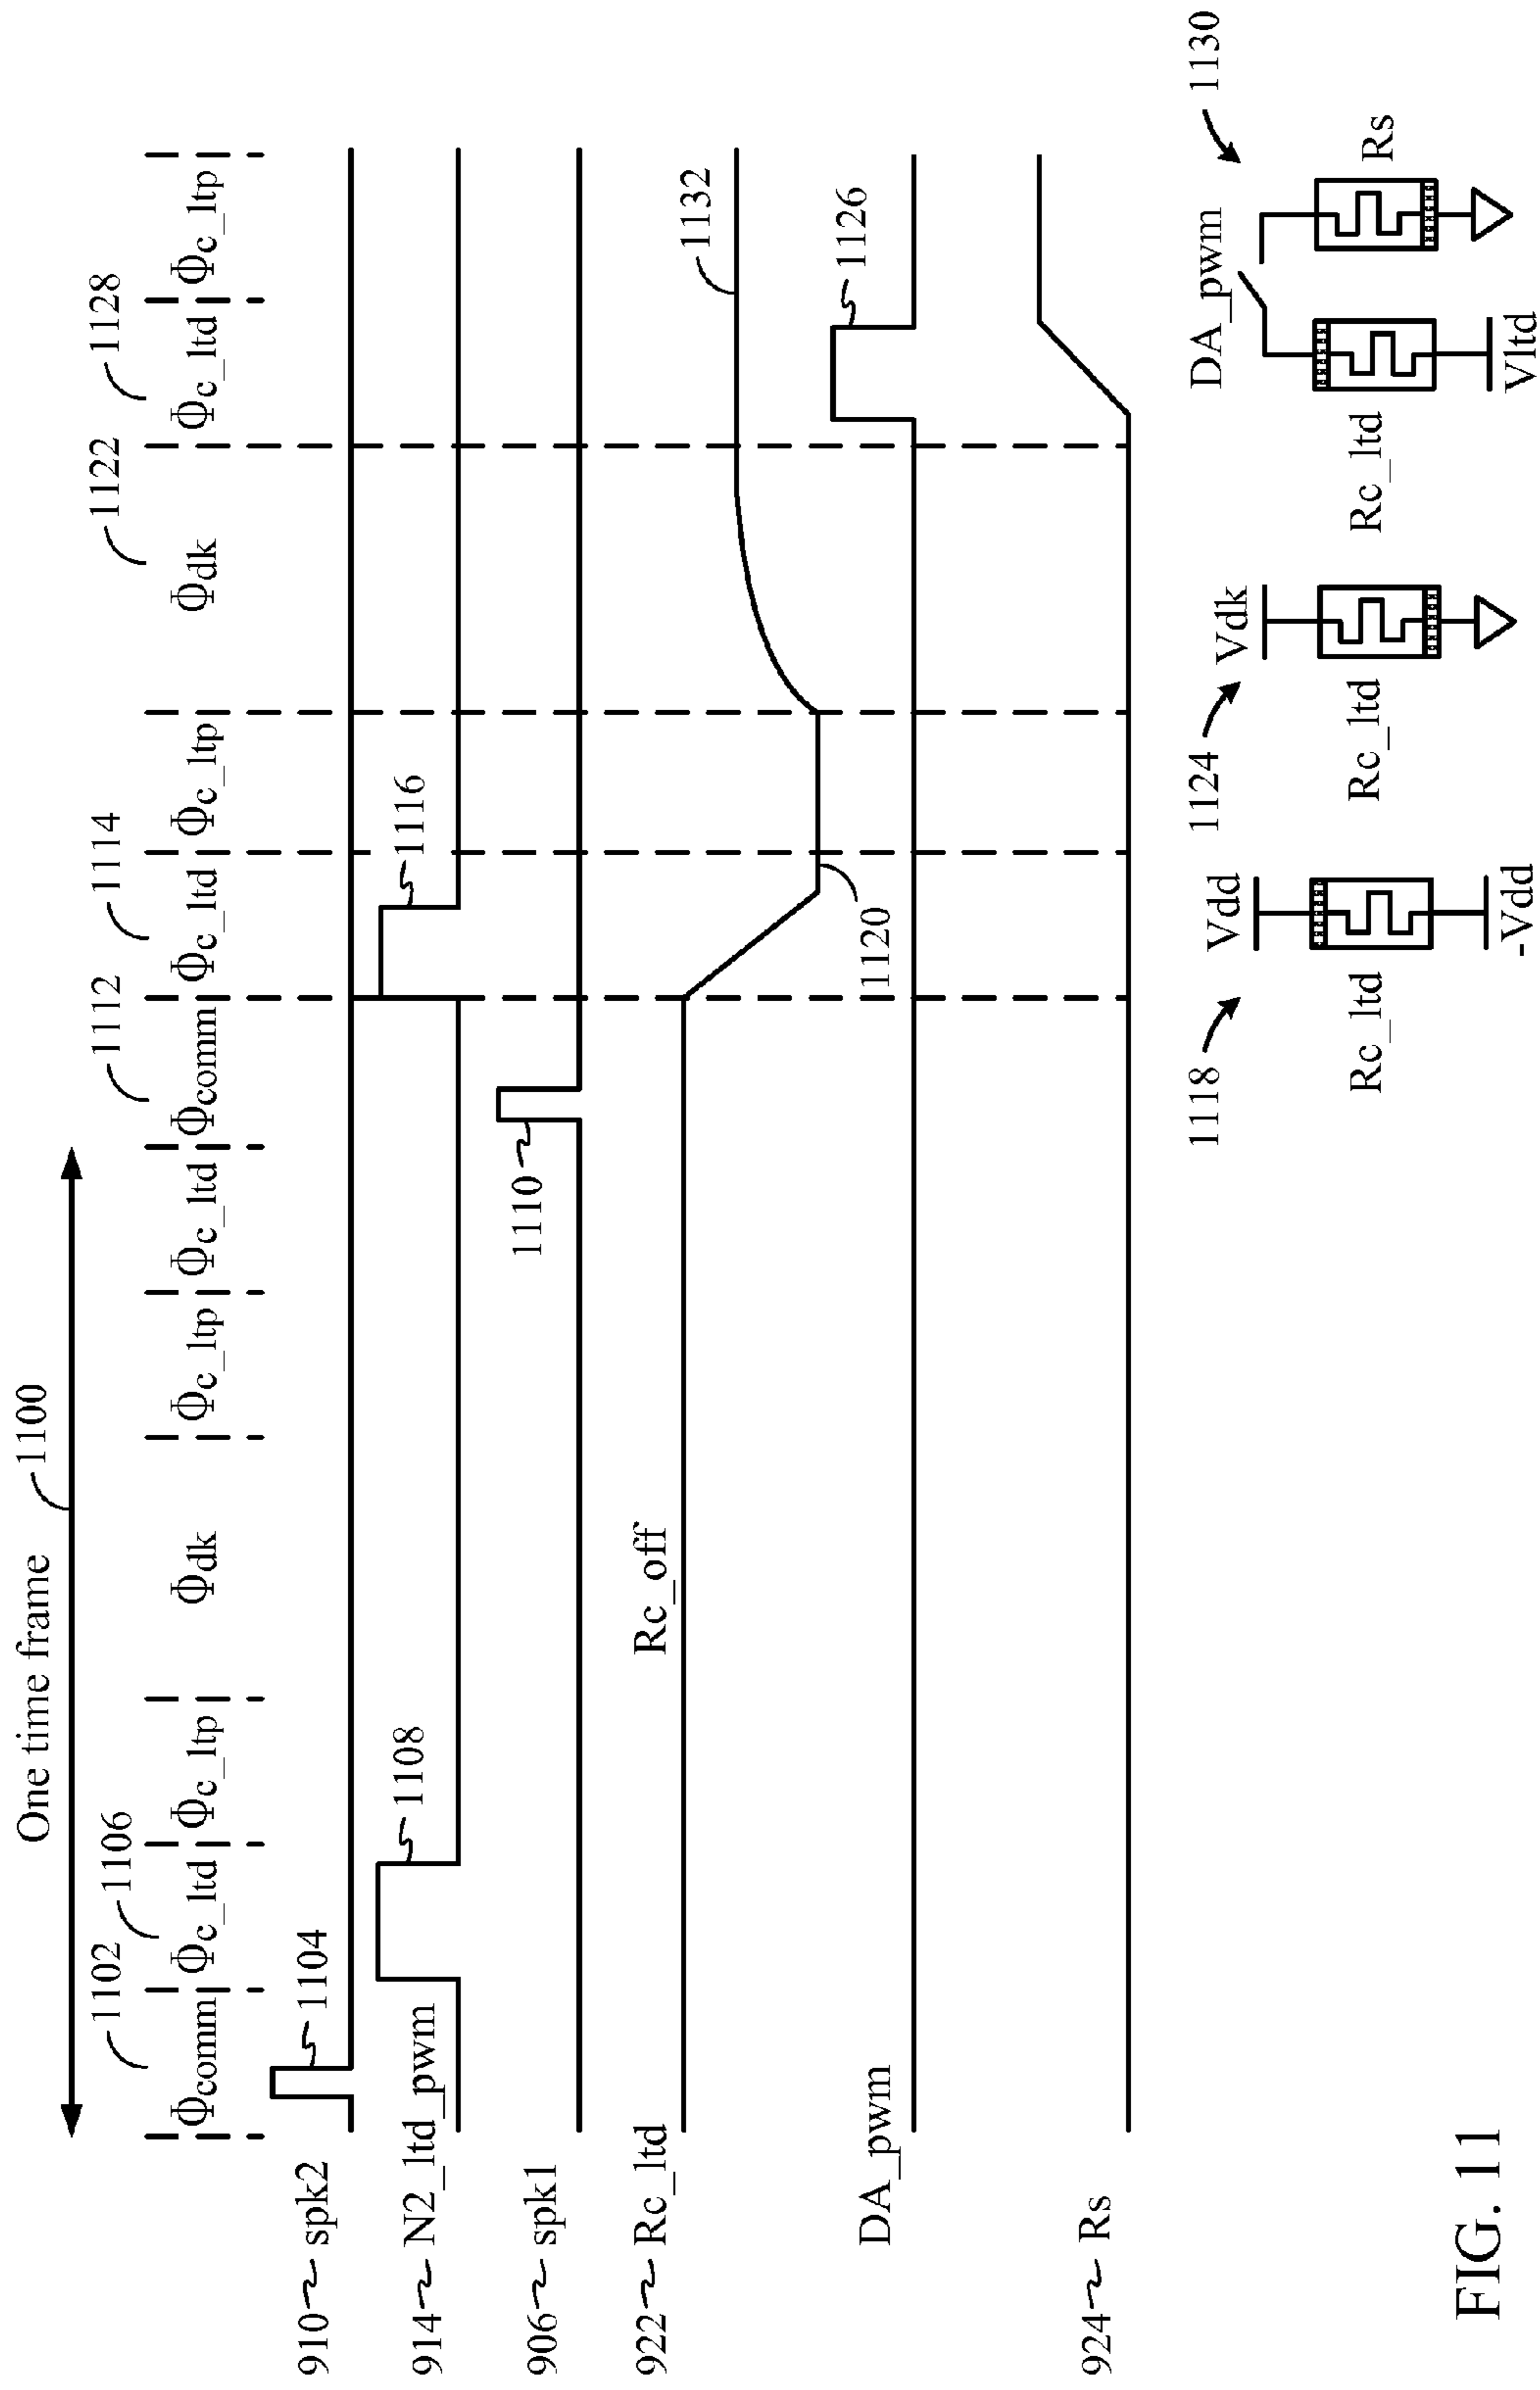 One time frame 1100
1102 1106 1112 1114 1122 1128
Φcomm Φc_ltd Φc_ltp Φdk Φc_ltp Φc_ltd Φcomm Φc_ltd Φc_ltp Φdk Φc_ltd Φc_ltp
910 spk2 1104
914 N2_ltd_pwm 1108 1116
906 spk1 1110
922 Rc_ltd Rc_off 1120 1132
DA_pwm 1126
924 Rs
1118 Vdd 1124 Vdk DA_pwm 1130
Rc_ltd Rc_ltd Rc_ltd Rs
-Vdd Vltd
FIG. 11